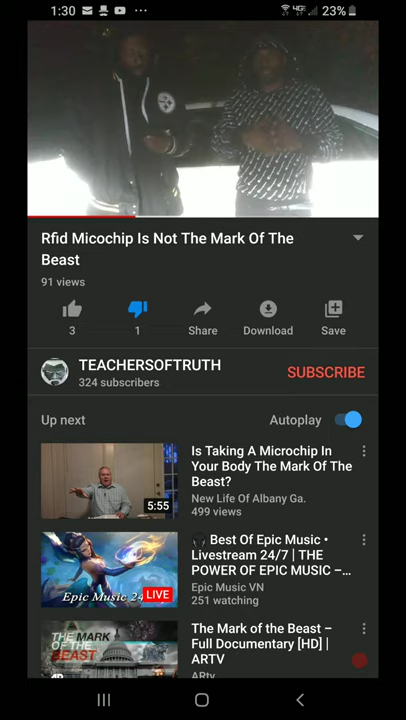 1:30
23%
Rfid Micochip Is Not The Mark Of The
Beast
91 views
3
1
Share
Download
Save
TEACHERSOFTRUTH
324 subscribers
SUBSCRIBE
Up next
Autoplay
5:55
Is Taking A Microchip In
Your Body The Mark Of The
Beast?
New Life Of Albany Ga.
499 views
Epic Music 24
LIVE
Best Of Epic Music •
Livestream 24/7 | THE
POWER OF EPIC MUSIC –...
Epic Music VN
251 watching
THE MARK
OF THE
BEAST
The Mark of the Beast –
Full Documentary [HD] |
ARTV
ARtv